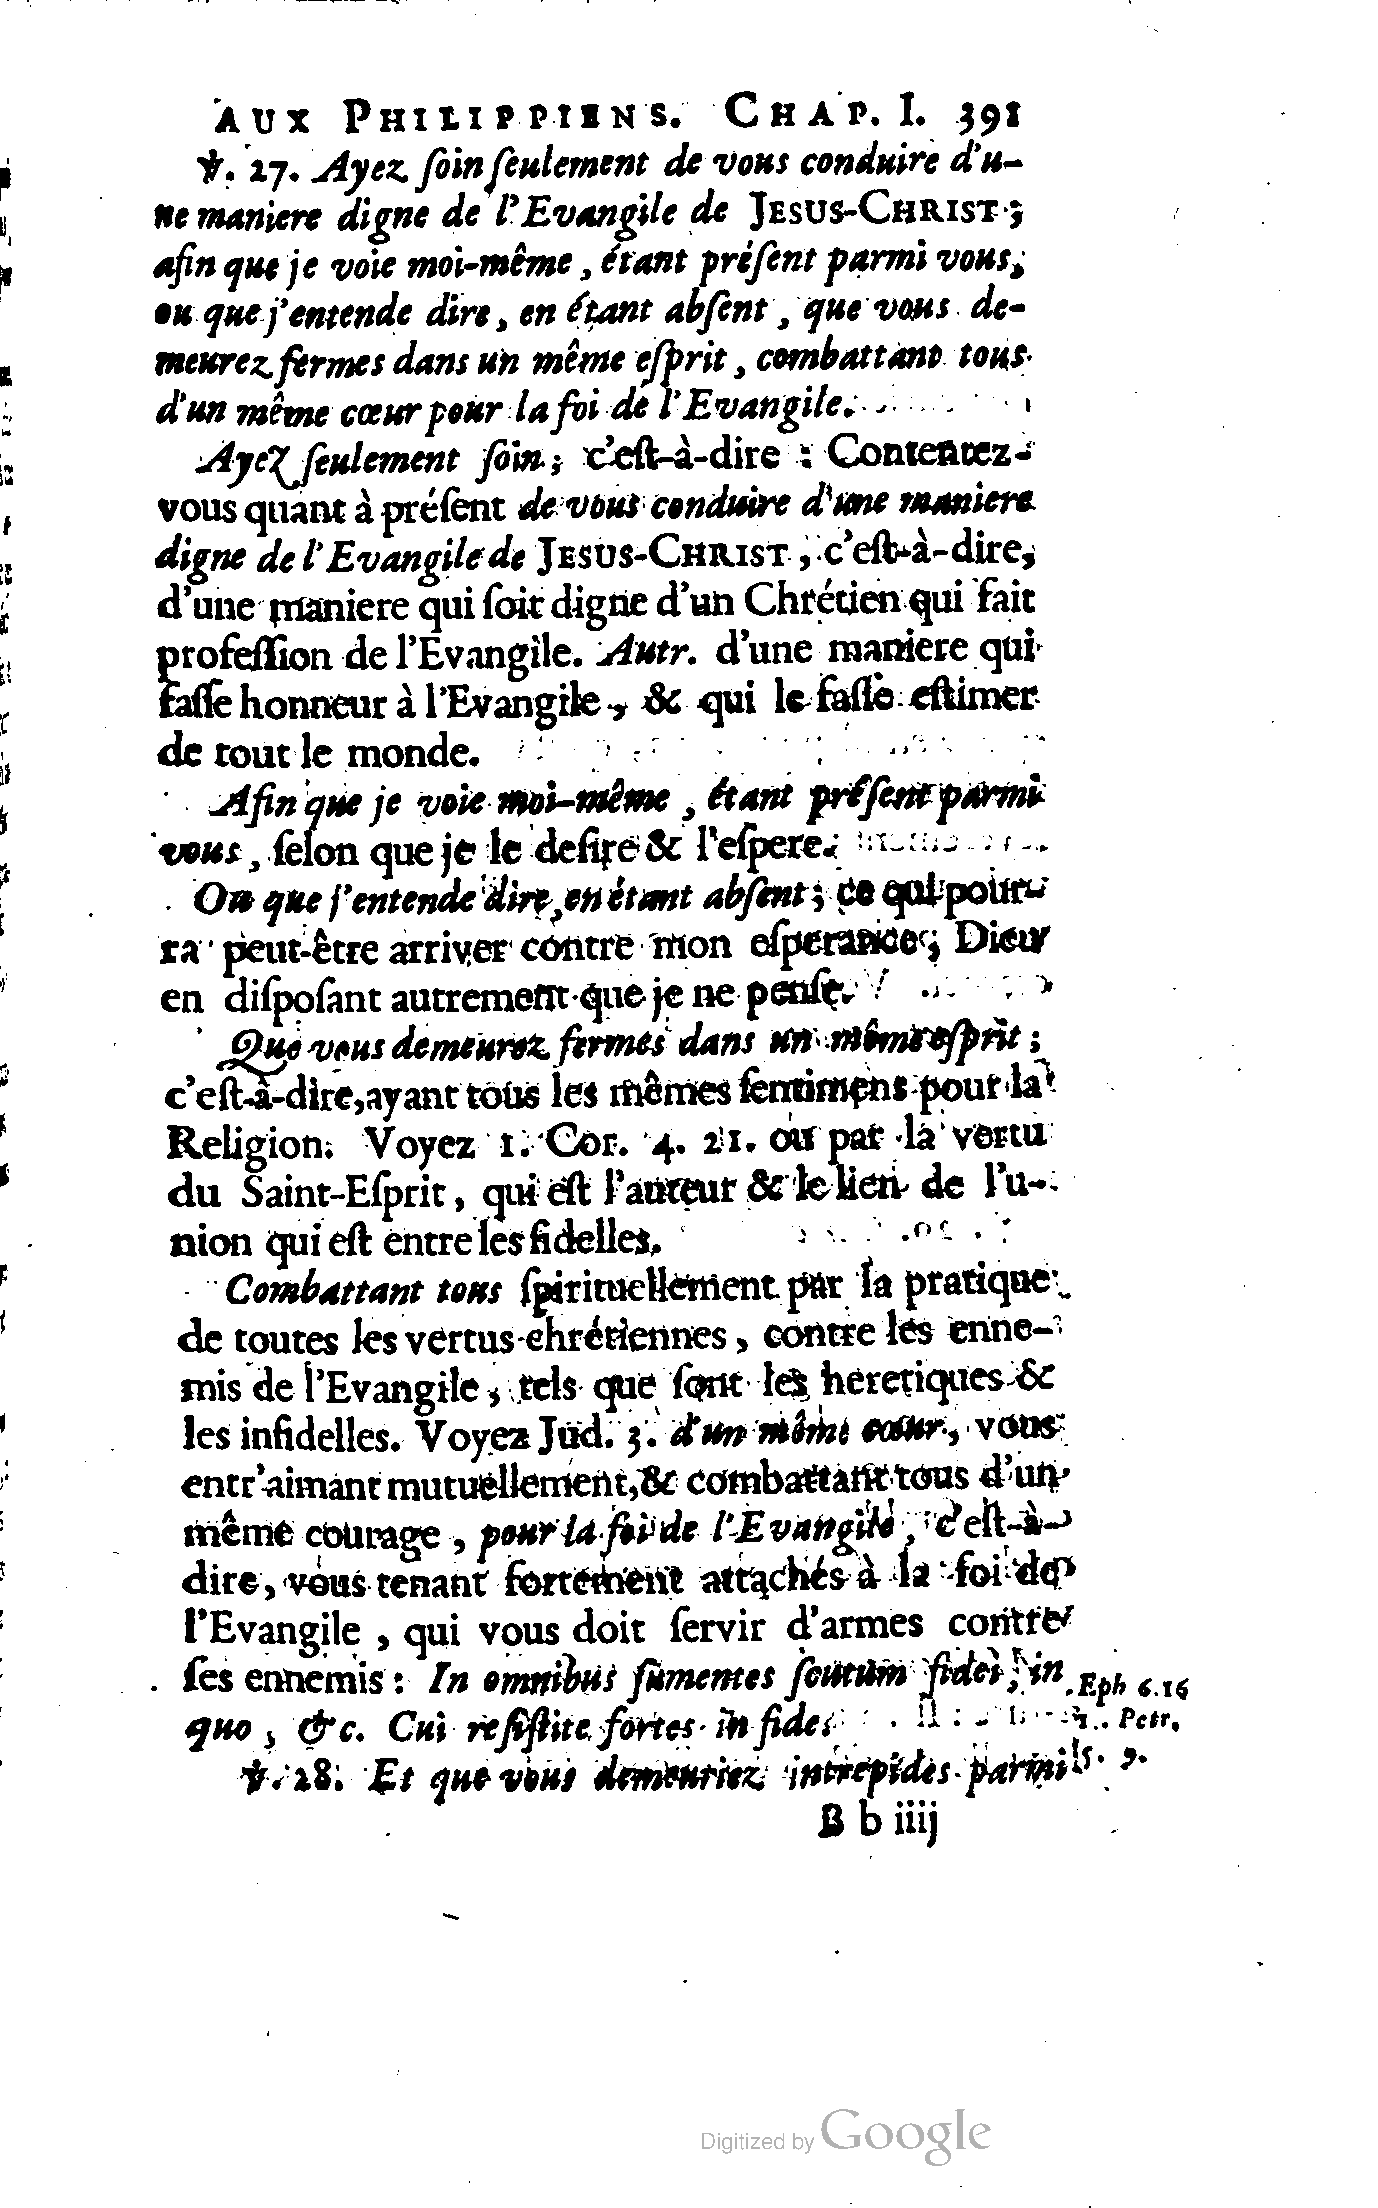 AUX PHILIPPIENS. CHAP. I. 391
℣. 27. Ayez ſoin ſeulement de vous conduire d'u-
ne maniere digne de l'Evangile de JESUS-CHRIST;
afin que je voie moi-même, étant préſent parmi vous,
ou que j'entende dire, en étant abſent, que vous de-
meurez fermes dans un même eſprit, combattant tous
d'un même cœur pour la foi de l'Evangile.
Ayez ſeulement ſoin; c'eſt-à-dire : Contentez-
vous quant à préſent de vous conduire d'une maniere
digne de l'Evangile de JESUS-CHRIST, c'eſt-à-dire,
d'une maniere qui ſoit digne d'un Chrétien qui fait
profeſſion de l'Evangile. Autr. d'une maniere qui
faſſe honneur à l'Evangile, & qui le faſſe eſtimer
de tout le monde.
Afin que je voie moi-même, étant préſent parmi
vous, ſelon que je le deſire & l'eſpere.
Ou que j'entende dire, en étant abſent; ce qui pour-
ra peut-être arriver contre mon eſperance; Dieu
en diſpoſant autrement que je ne penſe.
Que vous demeurez fermes dans un même eſprit;
c'eſt-à-dire, ayant tous les mêmes ſentimens pour la
Religion. Voyez 1. Cor. 4. 21. ou par la vertu
du Saint-Eſprit, qui eſt l'auteur & le lien de l'u-
nion qui eſt entre les fidelles.
Combattant tous ſpirituellement par la pratique
de toutes les vertus chrétiennes, contre les enne-
mis de l'Evangile, tels que ſont les heretiques &
les infidelles. Voyez Jud. 3. d'un même cœur, vous
entr'aimant mutuellement, & combattant tous d'un
même courage, pour la foi de l'Evangile, c'eſt-à-
dire, vous tenant fortement attachés à la foi de
l'Evangile, qui vous doit ſervir d'armes contre
ſes ennemis : In omnibus ſumentes ſcutum fidei, in
quo, &c. Cui reſiſtite fortes in fide.
Eph 6.16
1. Petr.
5. 9.
℣. 28. Et que vous demeuriez intrepides parmi
B b iiij
Digitized by Google